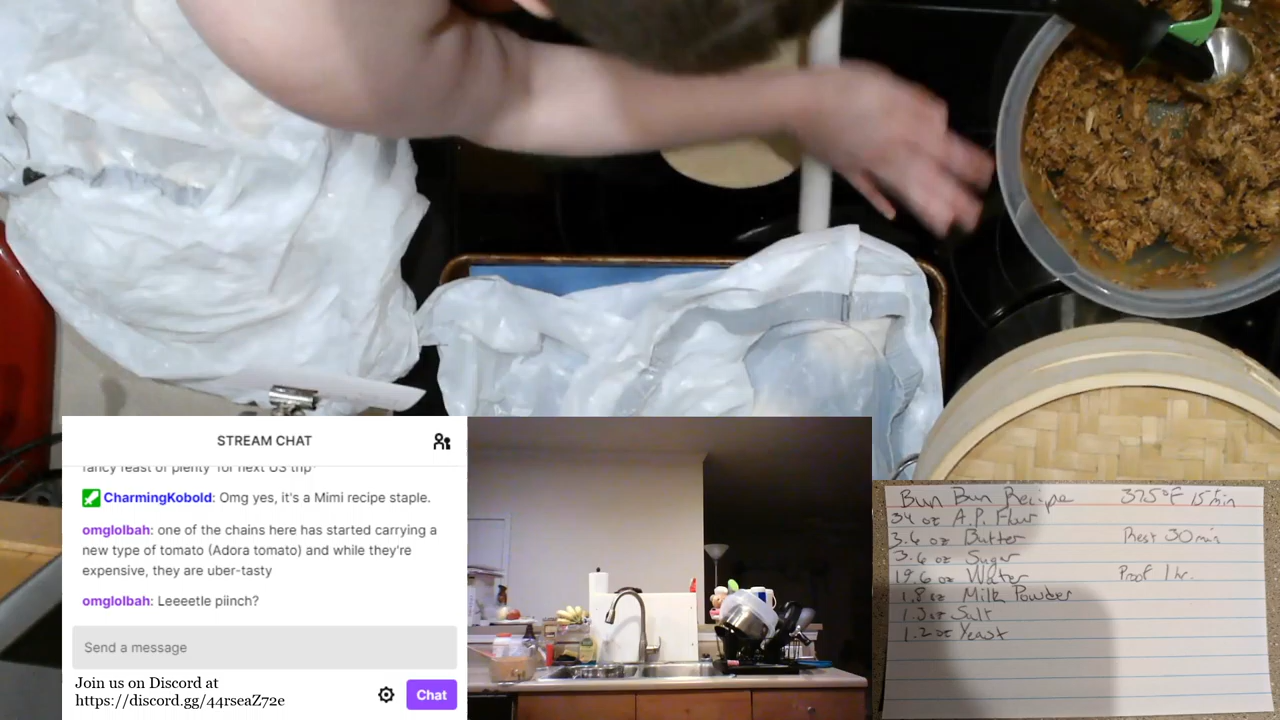 STREAM CHAT
fancy feast of plenty for next US trip"
CharmingKobold: Omg yes, it's a Mimi recipe staple.
omglolbah: one of the chains here has started carrying a
new type of tomato (Adora tomato) and while they're
expensive, they are uber-tasty
omglolbah: Leeeetle piinch?
Send a message
Join us on Discord at
https://discord.gg/44rseaZ72e
Chat
Bun Bun Recipe 375°F 15 min
34 oz A.P. Flour
3.6 oz Butter Rest 30 min
3.6 oz Sugar
19.6 oz Water Proof 1 hr.
1.8 oz Milk Powder
1.3 oz Salt
1.2 oz Yeast